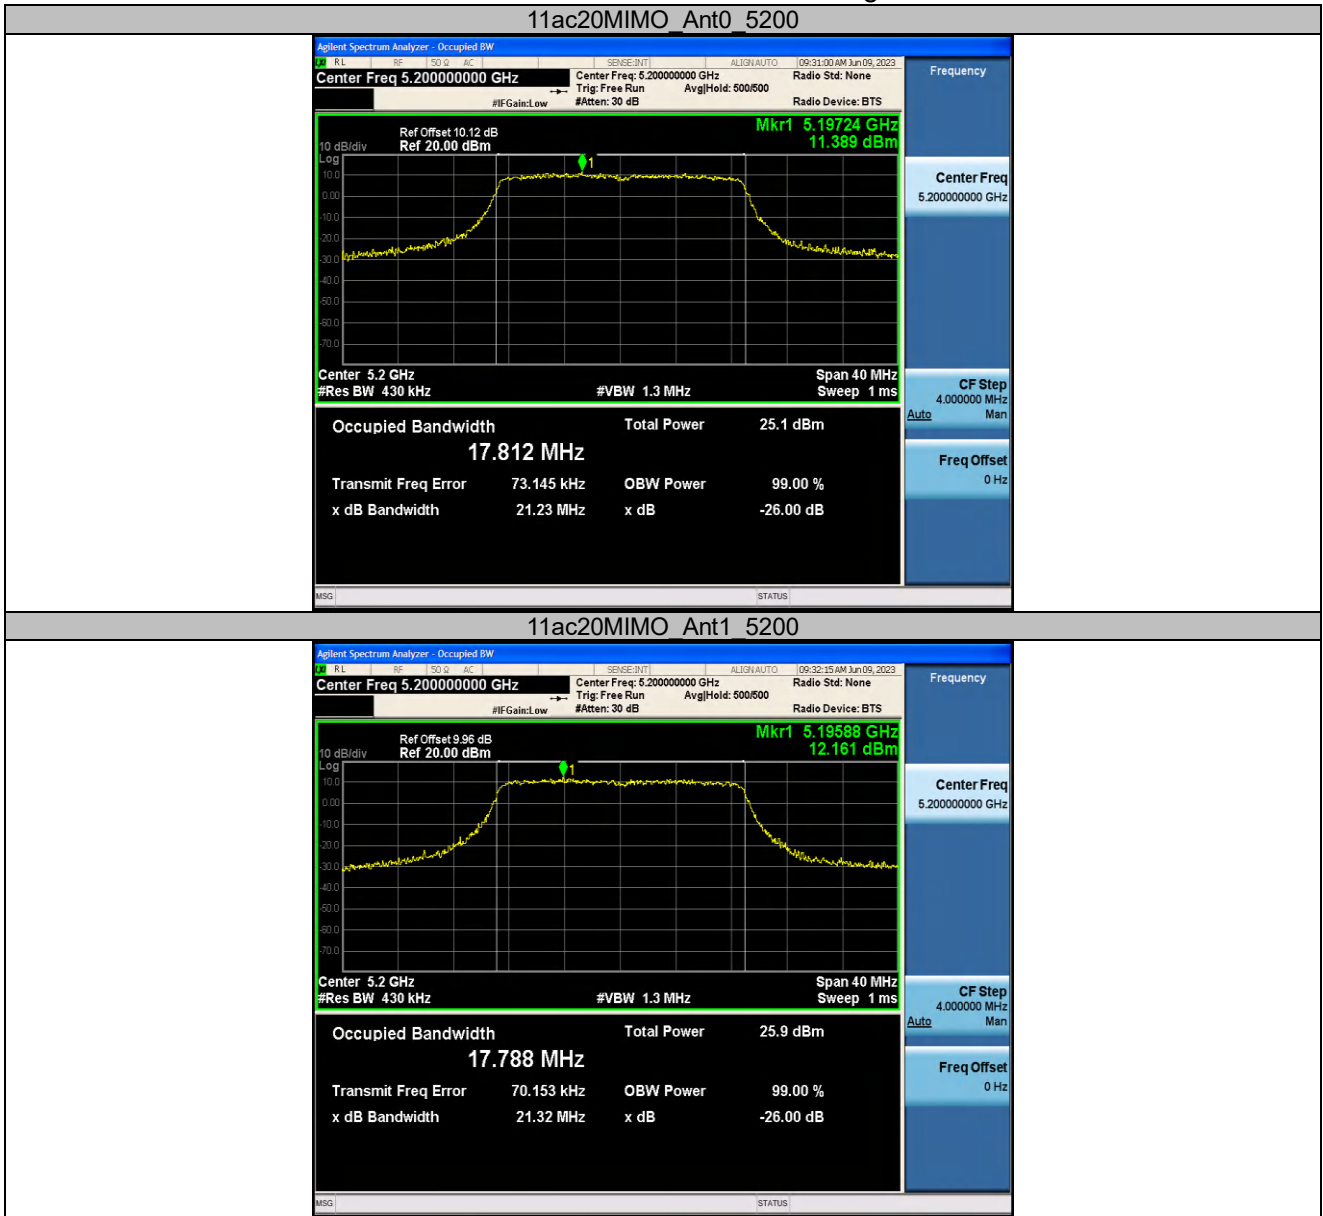 11ac20MIMO_Ant0_5200
Agilent Spectrum Analyzer - Occupied BW
RL RF 50 Ω AC SENSE:INT ALIGNAUTO 09:31:00 AM Jun 09, 2023
Center Freq 5.200000000 GHz
Center Freq: 5.200000000 GHz Radio Std: None
Trig: Free Run Avg|Hold: 500/500
#IFGain:Low #Atten: 30 dB Radio Device: BTS
Frequency
Mkr1 5.19724 GHz
11.389 dBm
Ref Offset 10.12 dB
10 dB/div Ref 20.00 dBm
Log
1
10.0
0.00
-10.0
-20.0
-30.0
-40.0
-50.0
-60.0
-70.0
Center Freq
5.200000000 GHz
Center 5.2 GHz Span 40 MHz
#Res BW 430 kHz #VBW 1.3 MHz Sweep 1 ms
CF Step
4.000000 MHz
Auto Man
Occupied Bandwidth Total Power 25.1 dBm
17.812 MHz
Transmit Freq Error 73.145 kHz OBW Power 99.00 %
x dB Bandwidth 21.23 MHz x dB -26.00 dB
Freq Offset
0 Hz
MSG STATUS
11ac20MIMO_Ant1_5200
Agilent Spectrum Analyzer - Occupied BW
RL RF 50 Ω AC SENSE:INT ALIGNAUTO 09:32:15 AM Jun 09, 2023
Center Freq 5.200000000 GHz
Center Freq: 5.200000000 GHz Radio Std: None
Trig: Free Run Avg|Hold: 500/500
#IFGain:Low #Atten: 30 dB Radio Device: BTS
Frequency
Mkr1 5.19588 GHz
12.161 dBm
Ref Offset 9.96 dB
10 dB/div Ref 20.00 dBm
Log
1
10.0
0.00
-10.0
-20.0
-30.0
-40.0
-50.0
-60.0
-70.0
Center Freq
5.200000000 GHz
Center 5.2 GHz Span 40 MHz
#Res BW 430 kHz #VBW 1.3 MHz Sweep 1 ms
CF Step
4.000000 MHz
Auto Man
Occupied Bandwidth Total Power 25.9 dBm
17.788 MHz
Transmit Freq Error 70.153 kHz OBW Power 99.00 %
x dB Bandwidth 21.32 MHz x dB -26.00 dB
Freq Offset
0 Hz
MSG STATUS